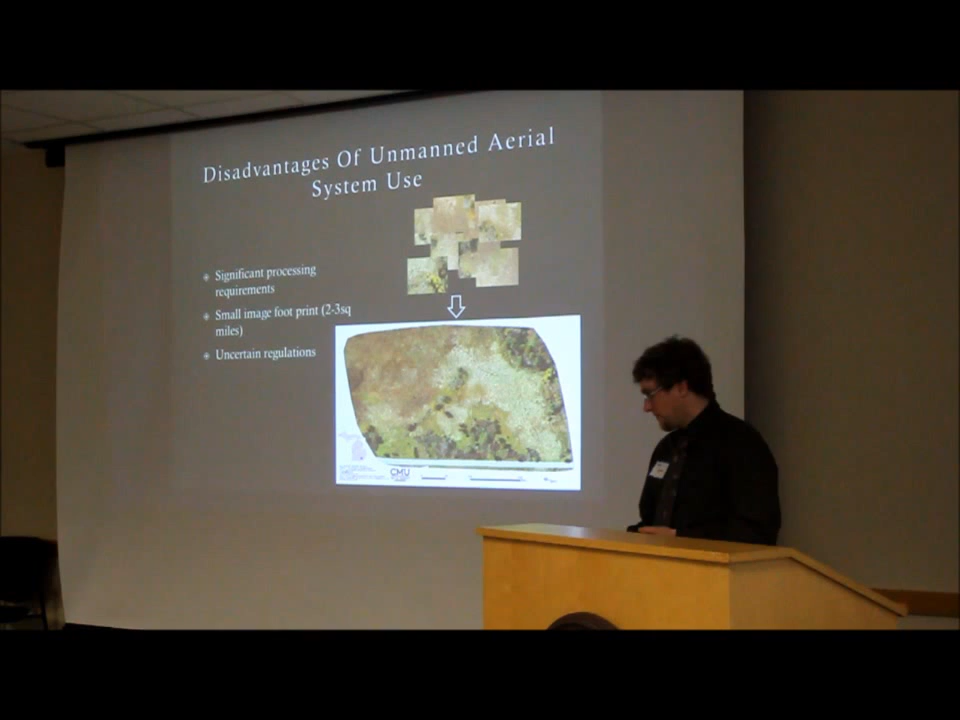 Disadvantages Of Unmanned Aerial
System Use
Significant processing
requirements
Small image foot print (2-3sq
miles)
Uncertain regulations
CMU